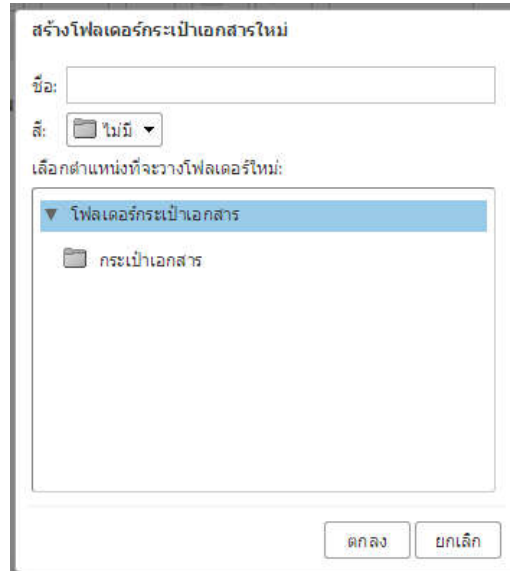 สร้างโฟลเดอร์กระเป๋าเอกสารใหม่
ชื่อ:
สี: ไม่มี
เลือกตำแหน่งที่จะวางโฟลเดอร์ใหม่:
โฟลเดอร์กระเป๋าเอกสาร
กระเป๋าเอกสาร
ตกลง ยกเลิก